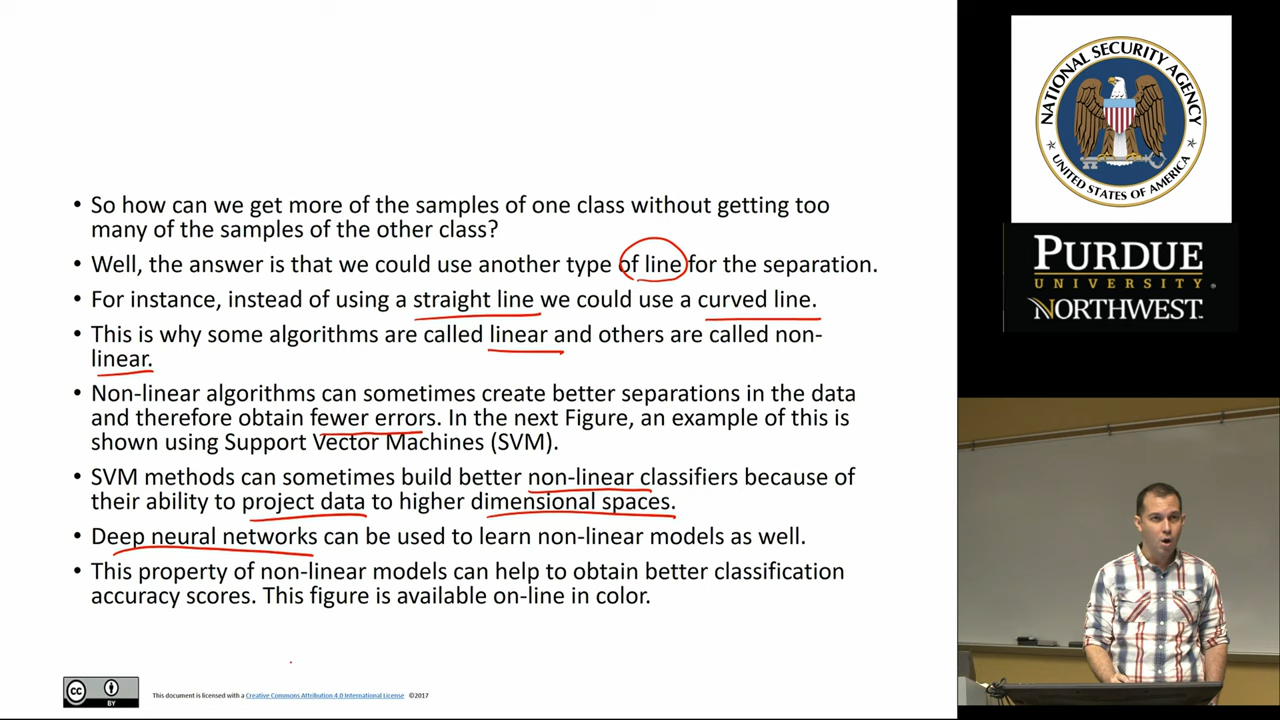 • So how can we get more of the samples of one class without getting too
many of the samples of the other class?
• Well, the answer is that we could use another type of line for the separation.
• For instance, instead of using a straight line we could use a curved line.
• This is why some algorithms are called linear and others are called non-
linear.
• Non-linear algorithms can sometimes create better separations in the data
and therefore obtain fewer errors. In the next Figure, an example of this is
shown using Support Vector Machines (SVM).
• SVM methods can sometimes build better non-linear classifiers because of
their ability to project data to higher dimensional spaces.
• Deep neural networks can be used to learn non-linear models as well.
• This property of non-linear models can help to obtain better classification
accuracy scores. This figure is available on-line in color.
cc
BY
This document is licensed with a Creative Commons Attribution 4.0 International License ©2017
NATIONAL SECURITY AGENCY
UNITED STATES OF AMERICA
PURDUE
UNIVERSITY®
NORTHWEST™